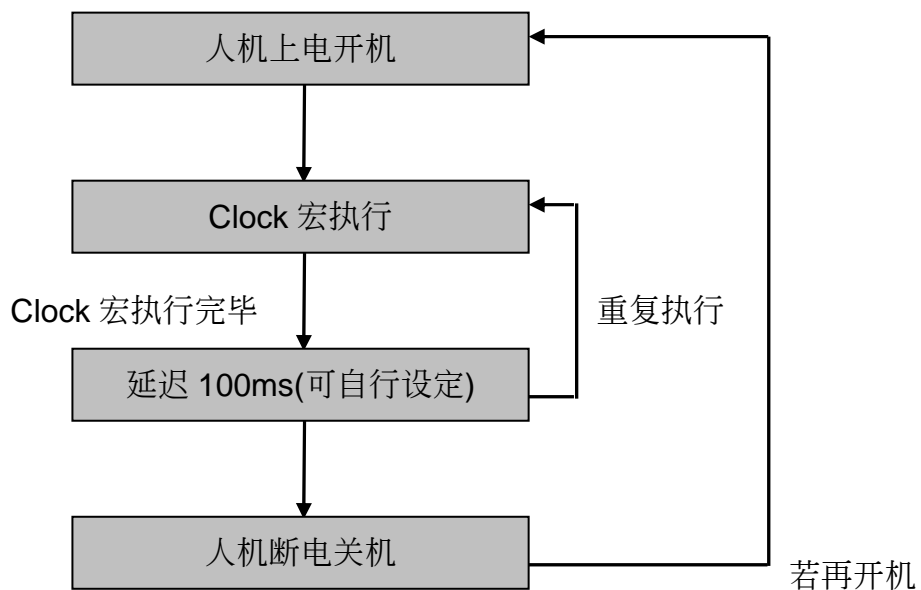 人机上电开机
Clock 宏执行
Clock 宏执行完毕
重复执行
延迟 100ms(可自行设定)
人机断电关机
若再开机